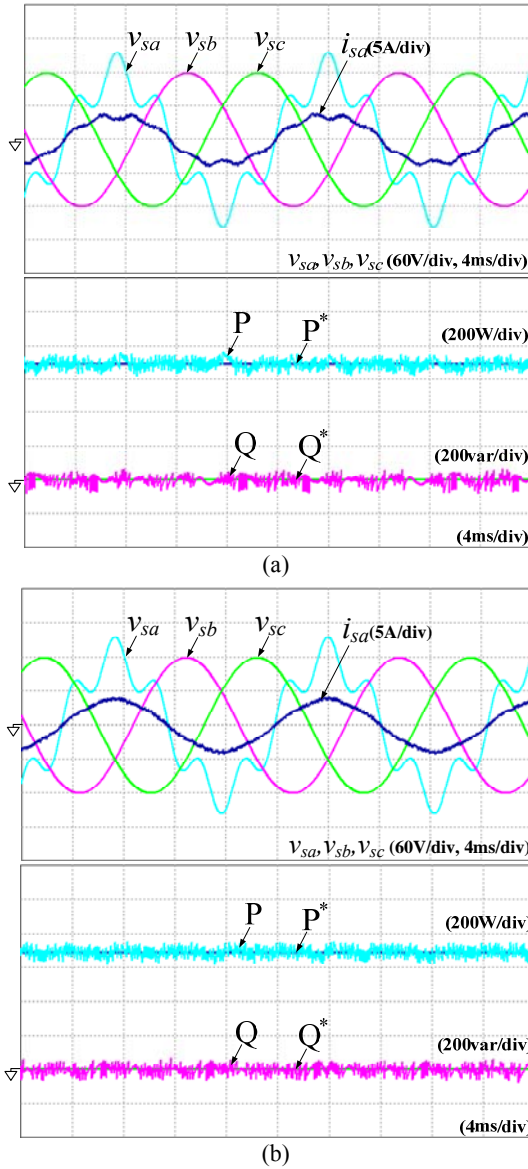 vsa vsb vsc isa (5A/div)
vsa, vsb, vsc (60V/div, 4ms/div)
P P* (200W/div)
Q Q* (200var/div)
(4ms/div)
(a)
vsa vsb vsc isa (5A/div)
vsa, vsb, vsc (60V/div, 4ms/div)
P P* (200W/div)
Q Q* (200var/div)
(4ms/div)
(b)